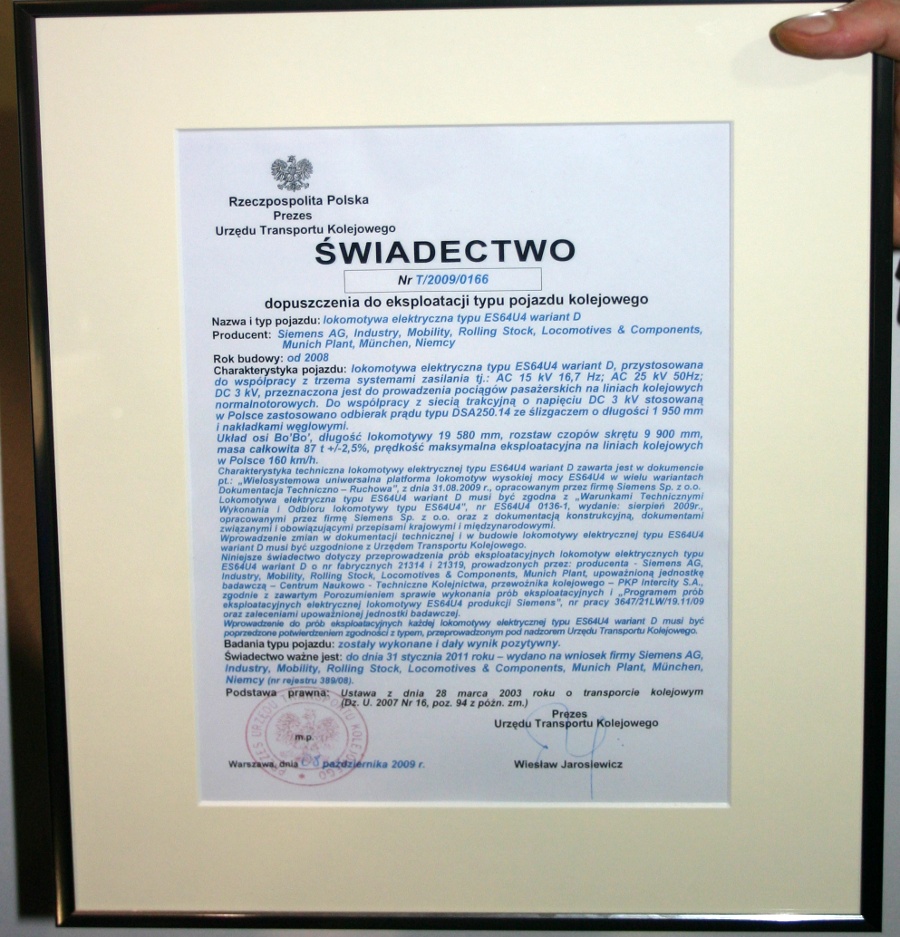 Rzeczpospolita Polska
Prezes
Urzędu Transportu Kolejowego
ŚWIADECTWO
Nr T/2009/0166
dopuszczenia do eksploatacji typu pojazdu kolejowego
Nazwa i typ pojazdu: lokomotywa elektryczna typu ES64U4 wariant D
Producent: Siemens AG, Industry, Mobility, Rolling Stock, Locomotives & Components,
Munich Plant, München, Niemcy
Rok budowy: od 2008
Charakterystyka pojazdu: lokomotywa elektryczna typu ES64U4 wariant D, przystosowana
do współpracy z trzema systemami zasilania tj.: AC 15 kV 16,7 Hz; AC 25 kV 50Hz;
DC 3 kV, przeznaczona jest do prowadzenia pociągów pasażerskich na liniach kolejowych
normalnotorowych. Do współpracy z siecią trakcyjną o napięciu DC 3 kV stosowaną
w Polsce zastosowano odbierak prądu typu DSA250.14 ze ślizgaczem o długości 1 950 mm
i nakładkami węglowymi.
Układ osi Bo'Bo', długość lokomotywy 19 580 mm, rozstaw czopów skrętu 9 900 mm,
masa całkowita 87 t +/-2,5%, prędkość maksymalna eksploatacyjna na liniach kolejowych
w Polsce 160 km/h.
Charakterystyka techniczna lokomotywy elektrycznej typu ES64U4 wariant D zawarta jest w dokumencie
pt.: „Wielosystemowa uniwersalna platforma lokomotyw wysokiej mocy ES64U4 w wielu wariantach
Dokumentacja Techniczno – Ruchowa", z dnia 31.08.2009 r., opracowanym przez firmę Siemens Sp. z o.o.
Lokomotywa elektryczna typu ES64U4 wariant D musi być zgodna z „Warunkami Technicznymi
Wykonania i Odbioru lokomotywy typu ES64U4", nr ES64U4 0136-1, wydanie: sierpień 2009r.,
opracowanymi przez firmę Siemens Sp. z o.o. oraz z dokumentacją konstrukcyjną, dokumentami
związanymi i obowiązującymi przepisami krajowymi i międzynarodowymi.
Wprowadzenie zmian w dokumentacji technicznej i w budowie lokomotywy elektrycznej typu ES64U4
wariant D musi być uzgodnione z Urzędem Transportu Kolejowego.
Niniejsze świadectwo dotyczy przeprowadzenia prób eksploatacyjnych lokomotyw elektrycznych typu
ES64U4 wariant D o nr fabrycznych 21314 i 21319, prowadzonych przez: producenta - Siemens AG,
Industry, Mobility, Rolling Stock, Locomotives & Components, Munich Plant, upoważnioną jednostkę
badawczą – Centrum Naukowo - Techniczne Kolejnictwa, przewoźnika kolejowego – PKP Intercity S.A.,
zgodnie z zawartym Porozumieniem sprawie wykonania prób eksploatacyjnych i „Programem prób
eksploatacyjnych elektrycznej lokomotywy ES64U4 produkcji Siemens", nr pracy 3647/21LW/19.11/09
oraz zaleceniami upoważnionej jednostki badawczej.
Wprowadzenie do prób eksploatacyjnych każdej lokomotywy elektrycznej typu ES64U4 wariant D musi być
poprzedzone potwierdzeniem zgodności z typem, przeprowadzonym pod nadzorem Urzędu Transportu Kolejowego.
Badania typu pojazdu: zostały wykonane i dały wynik pozytywny.
Świadectwo ważne jest: do dnia 31 stycznia 2011 roku – wydano na wniosek firmy Siemens AG,
Industry, Mobility, Rolling Stock, Locomotives & Components, Munich Plant, München,
Niemcy (nr rejestru 389/08).
Podstawa prawna: Ustawa z dnia 28 marca 2003 roku o transporcie kolejowym
(Dz. U. 2007 Nr 16, poz. 94 z późn. zm.)
Prezes
Urzędu Transportu Kolejowego
PREZES URZĘDU TRANSPORTU KOLEJOWEGO
m.p.
Warszawa, dnia października 2009 r.
Wiesław Jarosiewicz